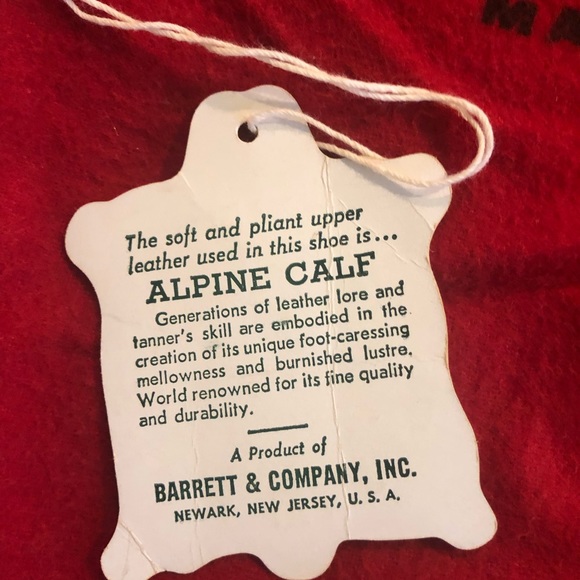 The soft and pliant upper
leather used in this shoe is...
ALPINE CALF
Generations of leather lore and
tanner's skill are embodied in the
creation of its unique foot-caressing
mellowness and burnished lustre.
World renowned for its fine quality
and durability.
A Product of
BARRETT & COMPANY, INC.
NEWARK, NEW JERSEY, U. S. A.